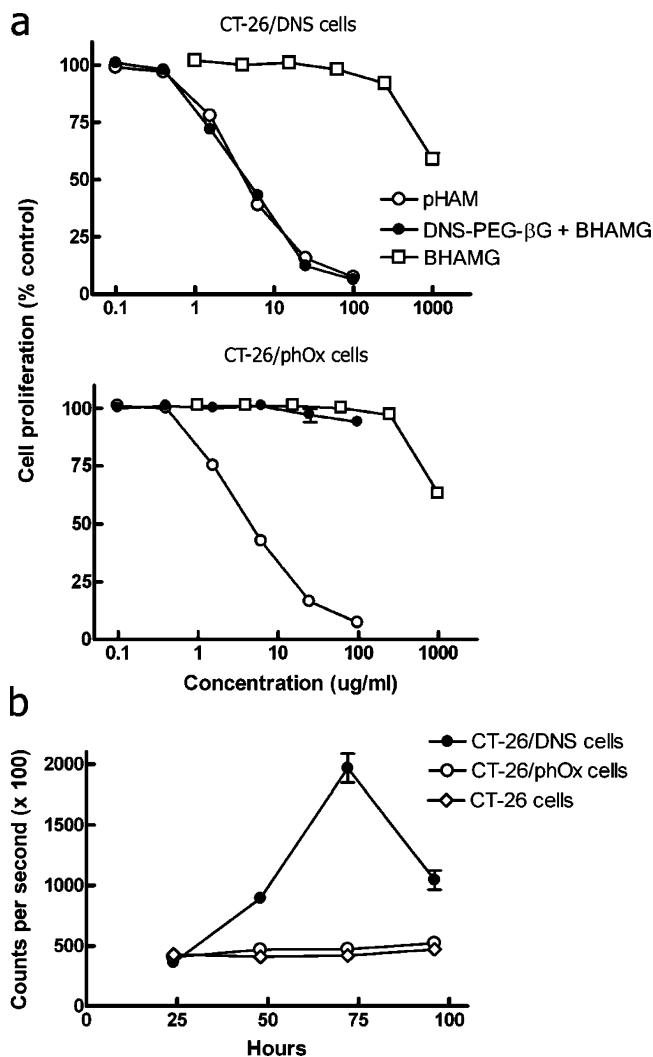 a
CT-26/DNS cells
100
75
50
25
0
0.1 1 10 100 1000
pHAM
DNS-PEG-βG + BHAMG
BHAMG
Cell proliferation (% control)
CT-26/phOx cells
100
75
50
25
0
0.1 1 10 100 1000
Concentration (ug/ml)
b
CT-26/DNS cells
CT-26/phOx cells
CT-26 cells
Counts per second (x 100)
2000
1500
1000
500
0
0 25 50 75 100
Hours